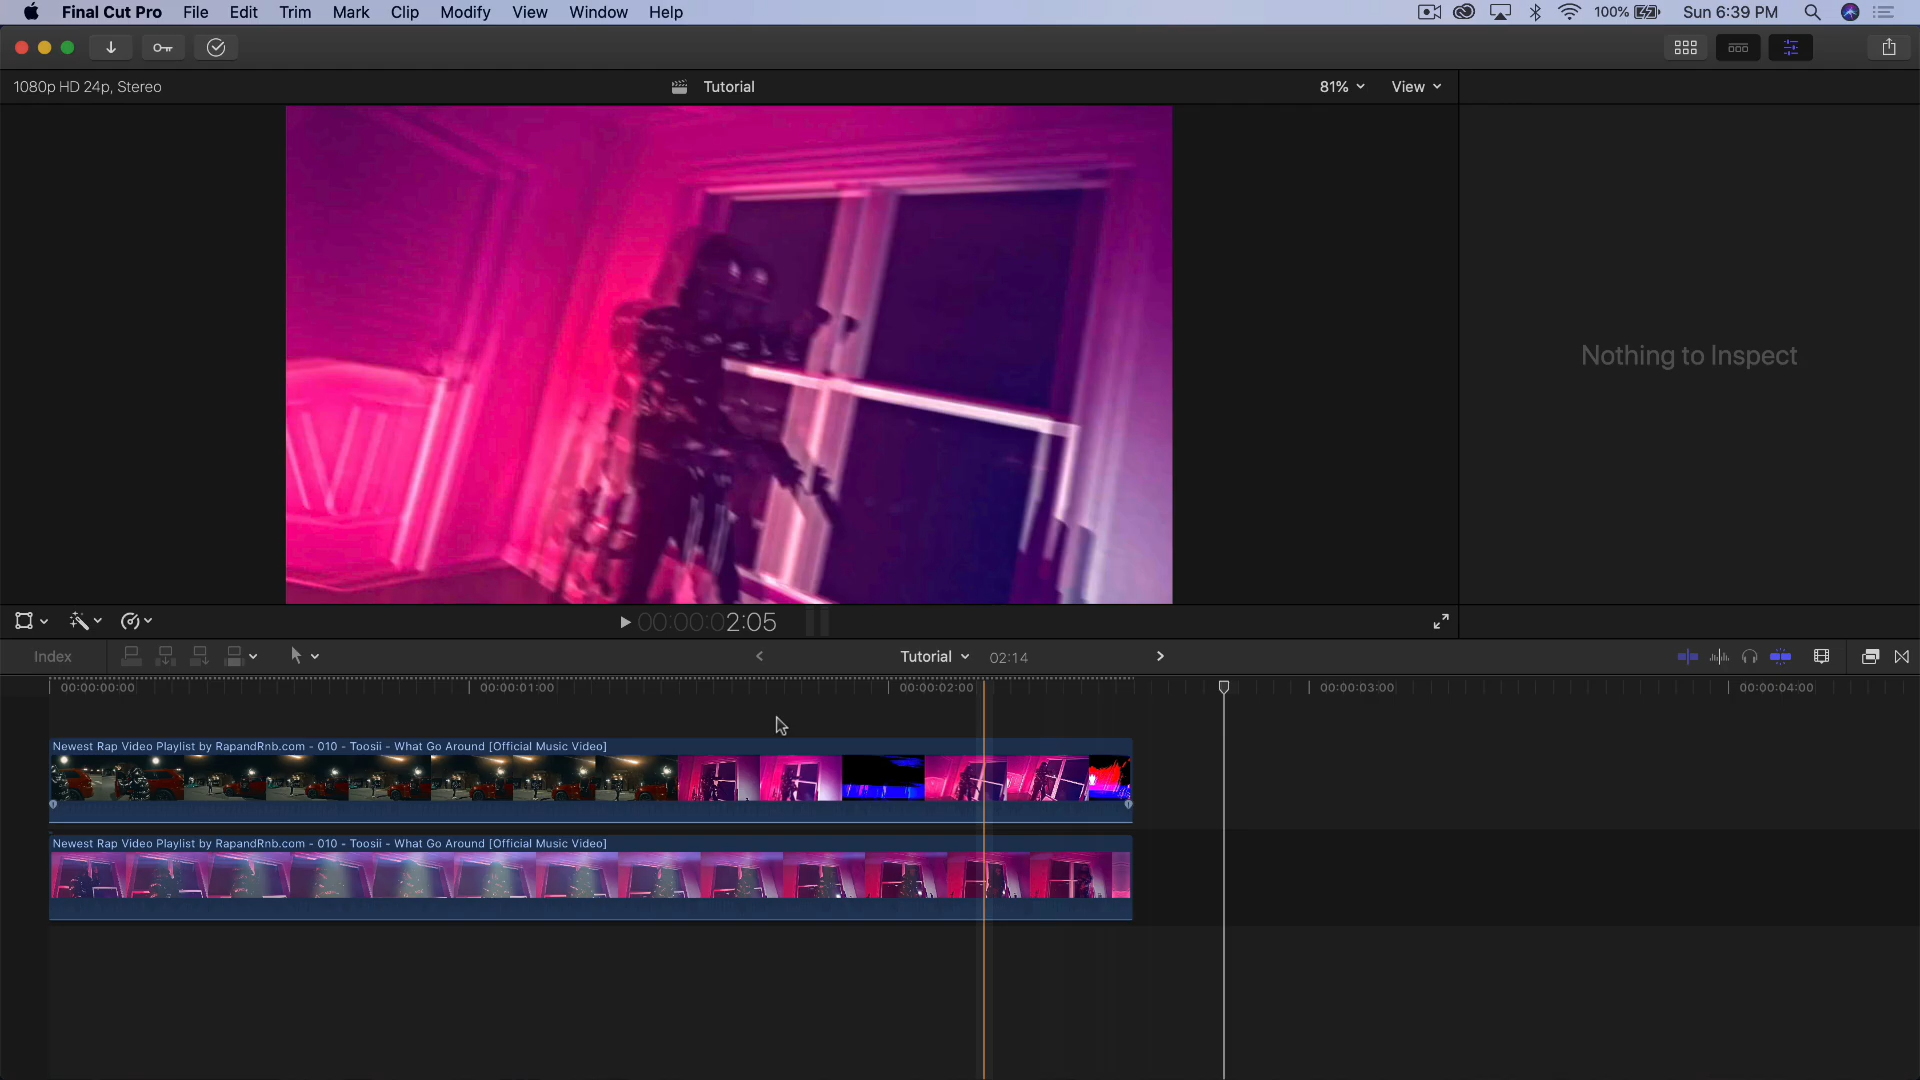 Final Cut Pro File Edit Trim Mark Clip Modify View Window Help 100% Sun 6:39 PM
1080p HD 24p, Stereo Tutorial 81% View
Nothing to Inspect
00:00:02:05
Index Tutorial 02:14
00:00:00:00 00:00:01:00 00:00:02:00 00:00:03:00 00:00:04:00
Newest Rap Video Playlist by RapandRnb.com - 010 - Toosii - What Go Around [Official Music Video]
Newest Rap Video Playlist by RapandRnb.com - 010 - Toosii - What Go Around [Official Music Video]